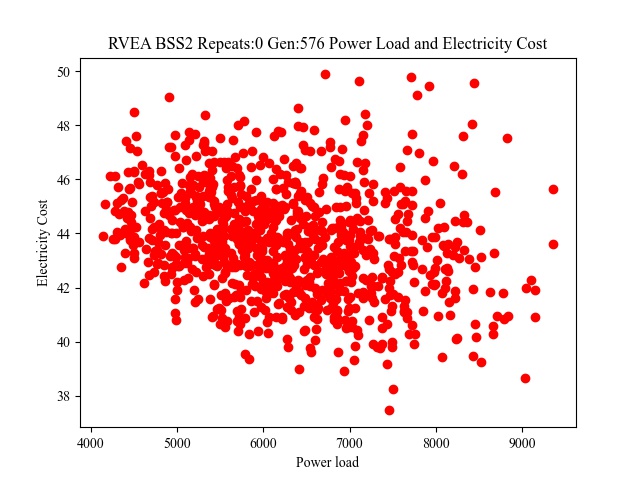 RVEA BSS2 Repeats:0 Gen:576 Power Load and Electricity Cost
50
48
46
44
42
40
38
Electricity Cost
4000 5000 6000 7000 8000 9000
Power load